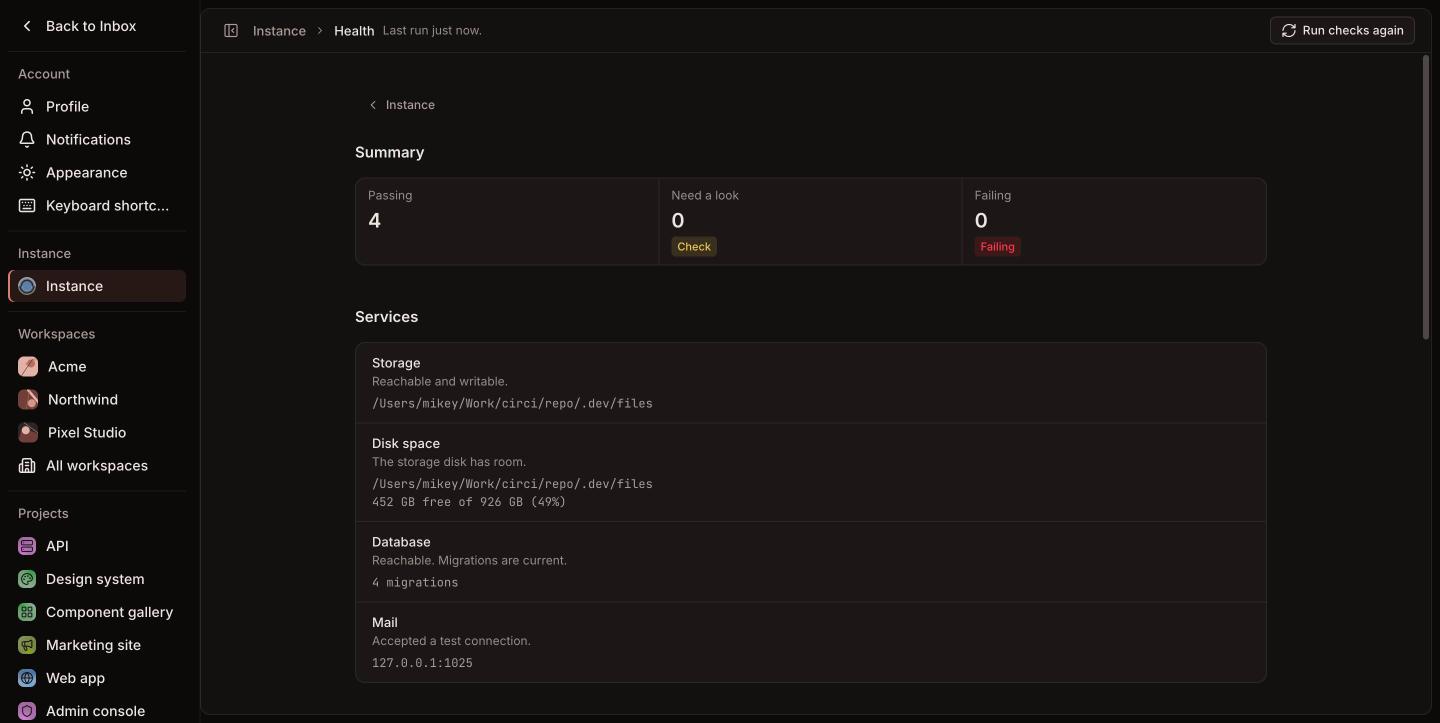 Back to Inbox
Account
Profile
Notifications
Appearance
Keyboard shortc...
Instance
Instance
Workspaces
Acme
Northwind
Pixel Studio
All workspaces
Projects
API
Design system
Component gallery
Marketing site
Web app
Admin console
Instance > Health Last run just now.
Run checks again
Instance
Summary
Passing
4
Need a look
0
Check
Failing
0
Failing
Services
Storage
Reachable and writable.
/Users/mikey/Work/circi/repo/.dev/files
Disk space
The storage disk has room.
/Users/mikey/Work/circi/repo/.dev/files
452 GB free of 926 GB (49%)
Database
Reachable. Migrations are current.
4 migrations
Mail
Accepted a test connection.
127.0.0.1:1025